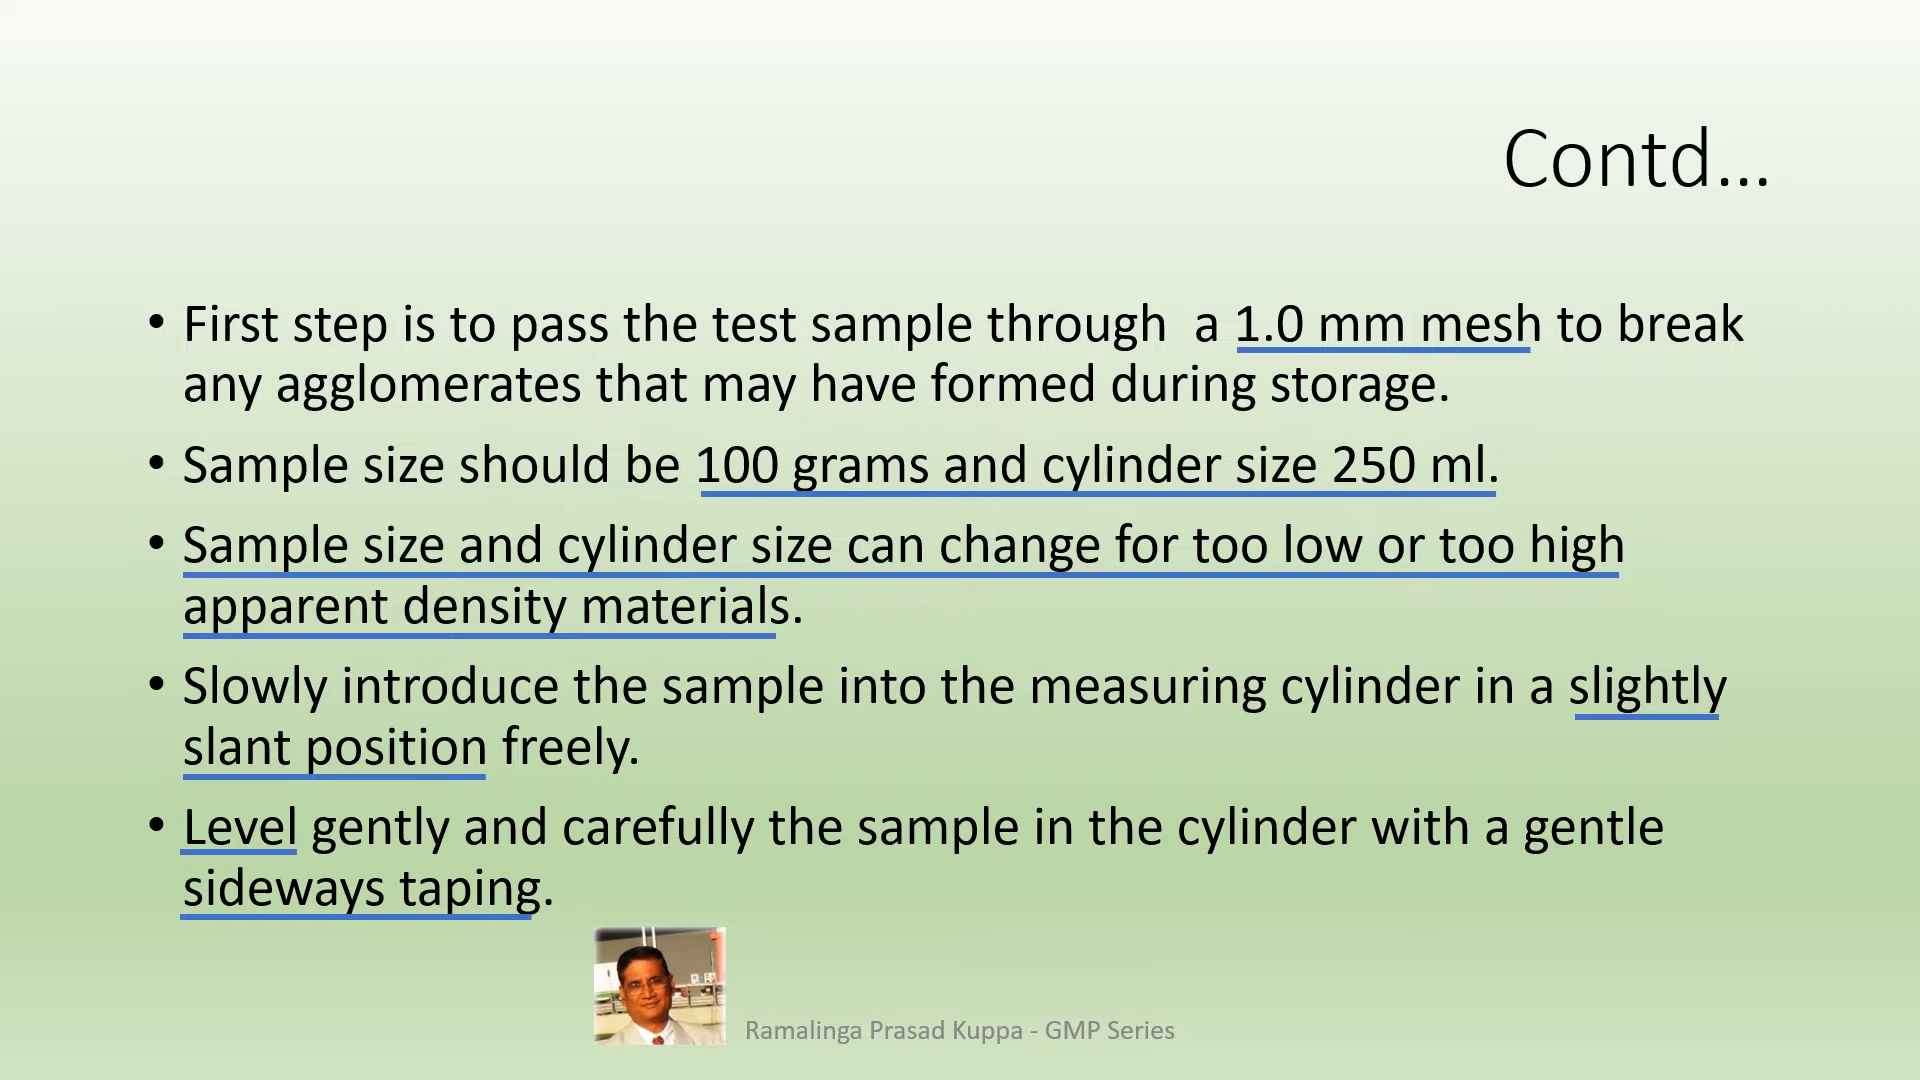 Contd...
• First step is to pass the test sample through a 1.0 mm mesh to break
any agglomerates that may have formed during storage.
• Sample size should be 100 grams and cylinder size 250 ml.
• Sample size and cylinder size can change for too low or too high
apparent density materials.
• Slowly introduce the sample into the measuring cylinder in a slightly
slant position freely.
• Level gently and carefully the sample in the cylinder with a gentle
sideways taping.
Ramalinga Prasad Kuppa - GMP Series